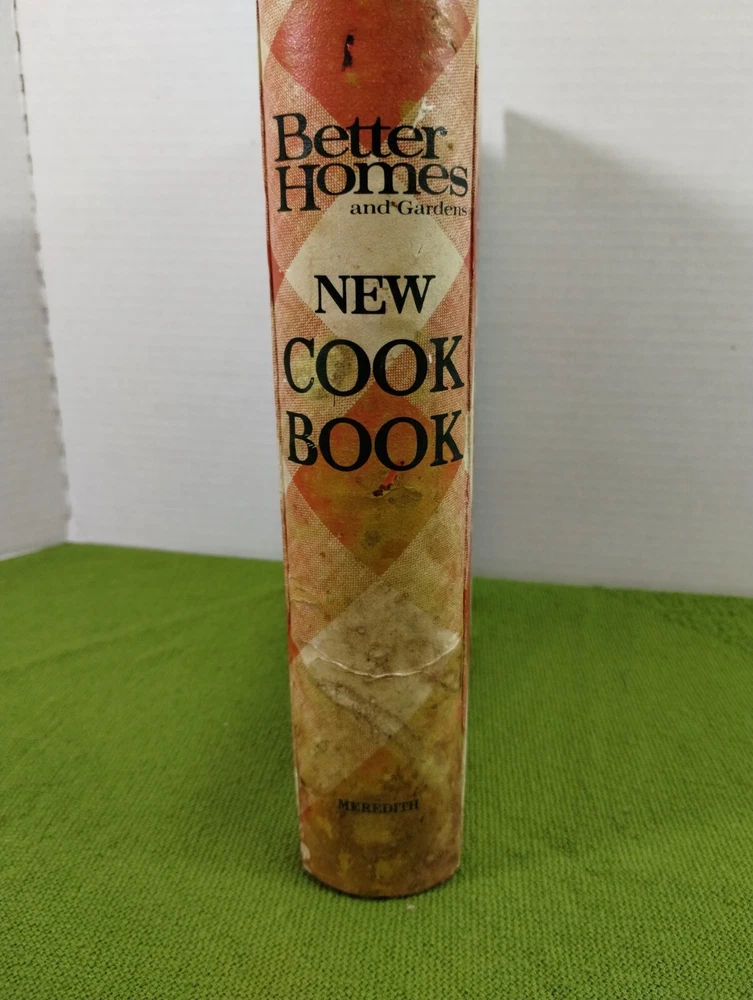 Better
Homes
and Gardens
NEW
COOK
BOOK
MEREDITH